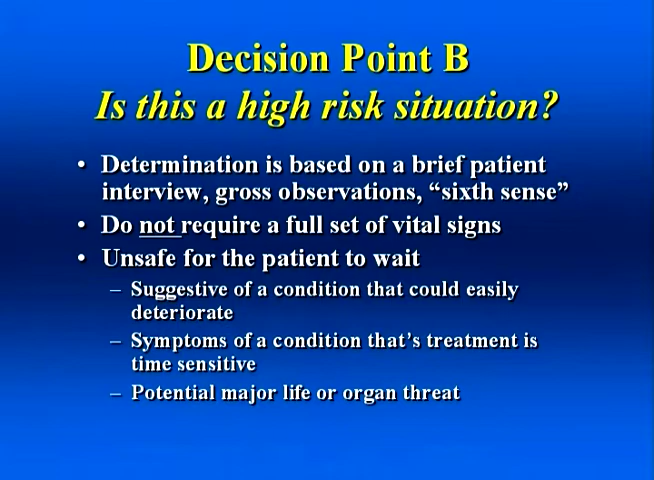 Decision Point B
Is this a high risk situation?
• Determination is based on a brief patient
interview, gross observations, “sixth sense”
• Do not require a full set of vital signs
• Unsafe for the patient to wait
– Suggestive of a condition that could easily
deteriorate
– Symptoms of a condition that’s treatment is
time sensitive
– Potential major life or organ threat